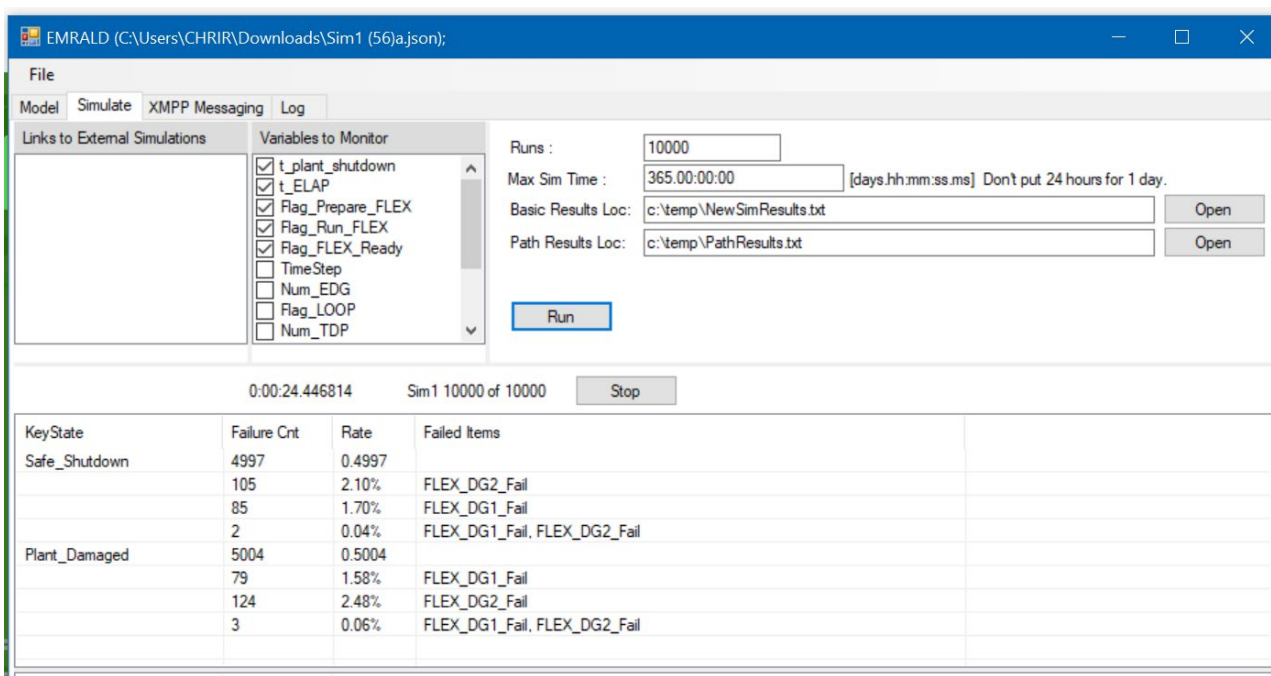 EMRALD (C:\Users\CHRIR\Downloads\Sim1 (56)a.json);
File
Model Simulate XMPP Messaging Log
Links to External Simulations
Variables to Monitor
t_plant_shutdown
t_ELAP
Flag_Prepare_FLEX
Flag_Run_FLEX
Flag_FLEX_Ready
TimeStep
Num_EDG
Flag_LOOP
Num_TDP
Runs : 10000
Max Sim Time : 365.00:00:00 [days.hh:mm:ss.ms] Don't put 24 hours for 1 day.
Basic Results Loc: c:\temp\NewSimResults.txt Open
Path Results Loc: c:\temp\PathResults.txt Open
Run
0:00:24.446814 Sim1 10000 of 10000 Stop
KeyState Failure Cnt Rate Failed Items
Safe_Shutdown 4997 0.4997
105 2.10% FLEX_DG2_Fail
85 1.70% FLEX_DG1_Fail
2 0.04% FLEX_DG1_Fail, FLEX_DG2_Fail
Plant_Damaged 5004 0.5004
79 1.58% FLEX_DG1_Fail
124 2.48% FLEX_DG2_Fail
3 0.06% FLEX_DG1_Fail, FLEX_DG2_Fail